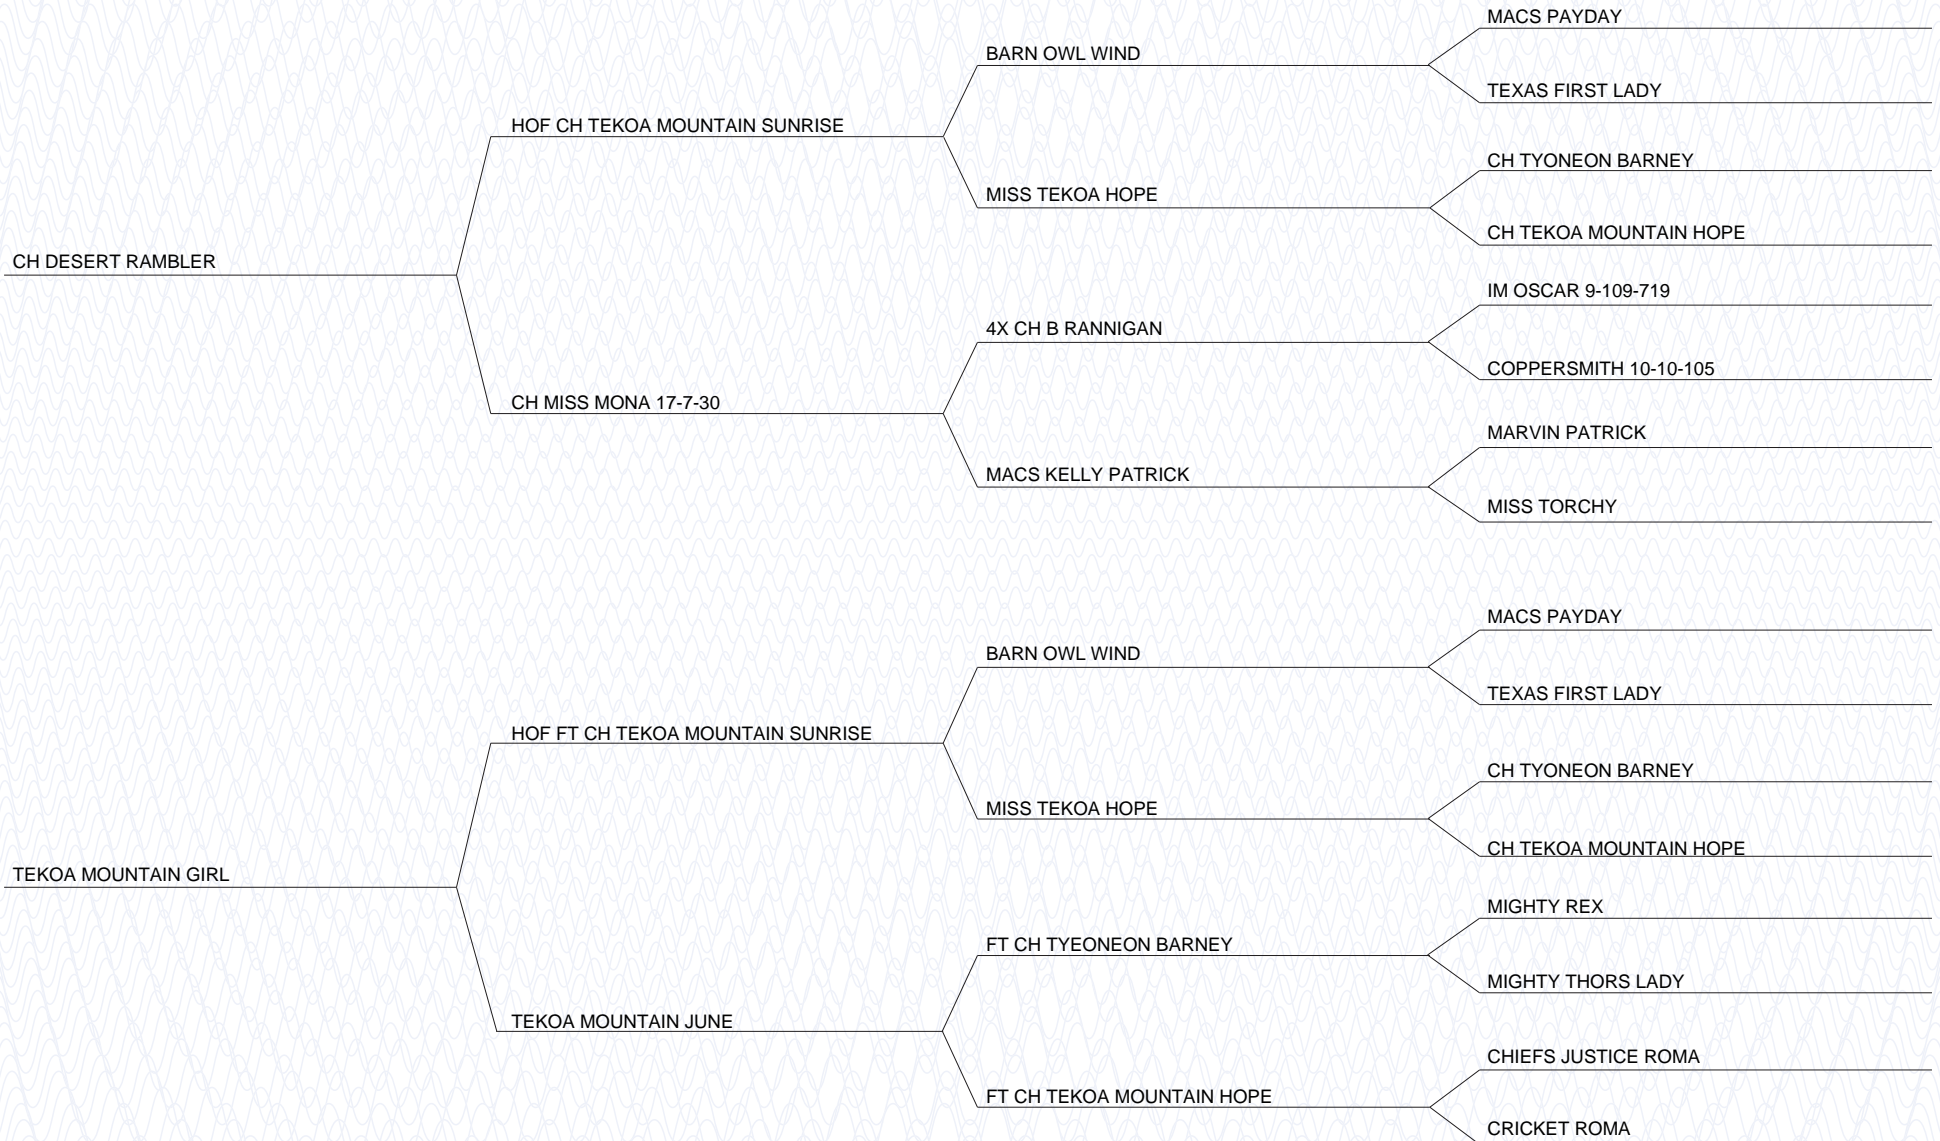 MACS PAYDAY
BARN OWL WIND
TEXAS FIRST LADY
HOF CH TEKOA MOUNTAIN SUNRISE
CH TYONEON BARNEY
MISS TEKOA HOPE
CH TEKOA MOUNTAIN HOPE
CH DESERT RAMBLER
IM OSCAR 9-109-719
4X CH B RANNIGAN
COPPERSMITH 10-10-105
CH MISS MONA 17-7-30
MARVIN PATRICK
MACS KELLY PATRICK
MISS TORCHY
MACS PAYDAY
BARN OWL WIND
TEXAS FIRST LADY
HOF FT CH TEKOA MOUNTAIN SUNRISE
CH TYONEON BARNEY
MISS TEKOA HOPE
CH TEKOA MOUNTAIN HOPE
TEKOA MOUNTAIN GIRL
MIGHTY REX
FT CH TYEONEON BARNEY
MIGHTY THORS LADY
TEKOA MOUNTAIN JUNE
CHIEFS JUSTICE ROMA
FT CH TEKOA MOUNTAIN HOPE
CRICKET ROMA